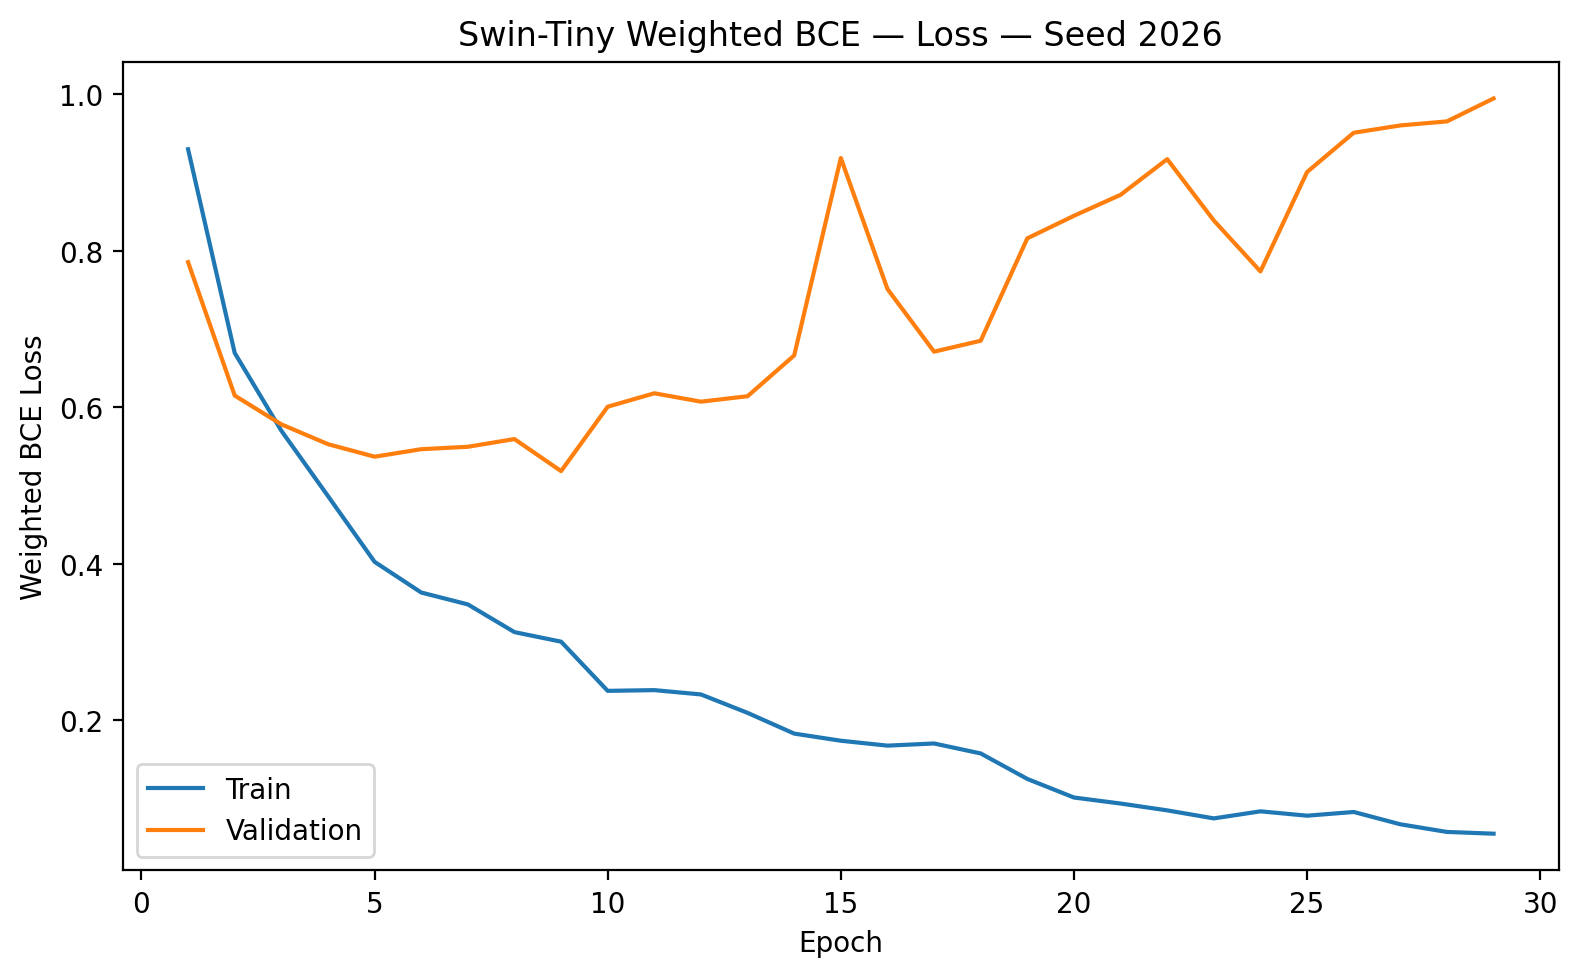 Swin-Tiny Weighted BCE — Loss — Seed 2026
Weighted BCE Loss
1.0
0.8
0.6
0.4
0.2
Train
Validation
0 5 10 15 20 25 30
Epoch